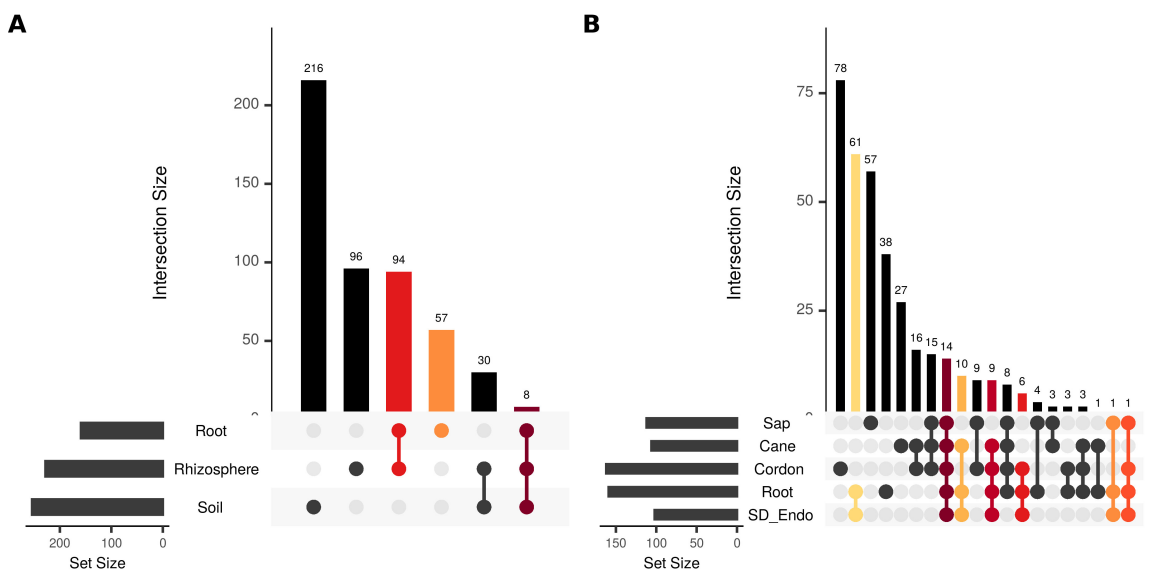 A
Intersection Size
200
150
100
50
216
96
94
57
30
8
Root
Rhizosphere
Soil
200 100 0
Set Size
B
Intersection Size
75
50
25
78
61
57
38
27
16
15
14
10
9
9
8
6
4
3
3
3
1
1
1
Sap
Cane
Cordon
Root
SD_Endo
150 100 50 0
Set Size